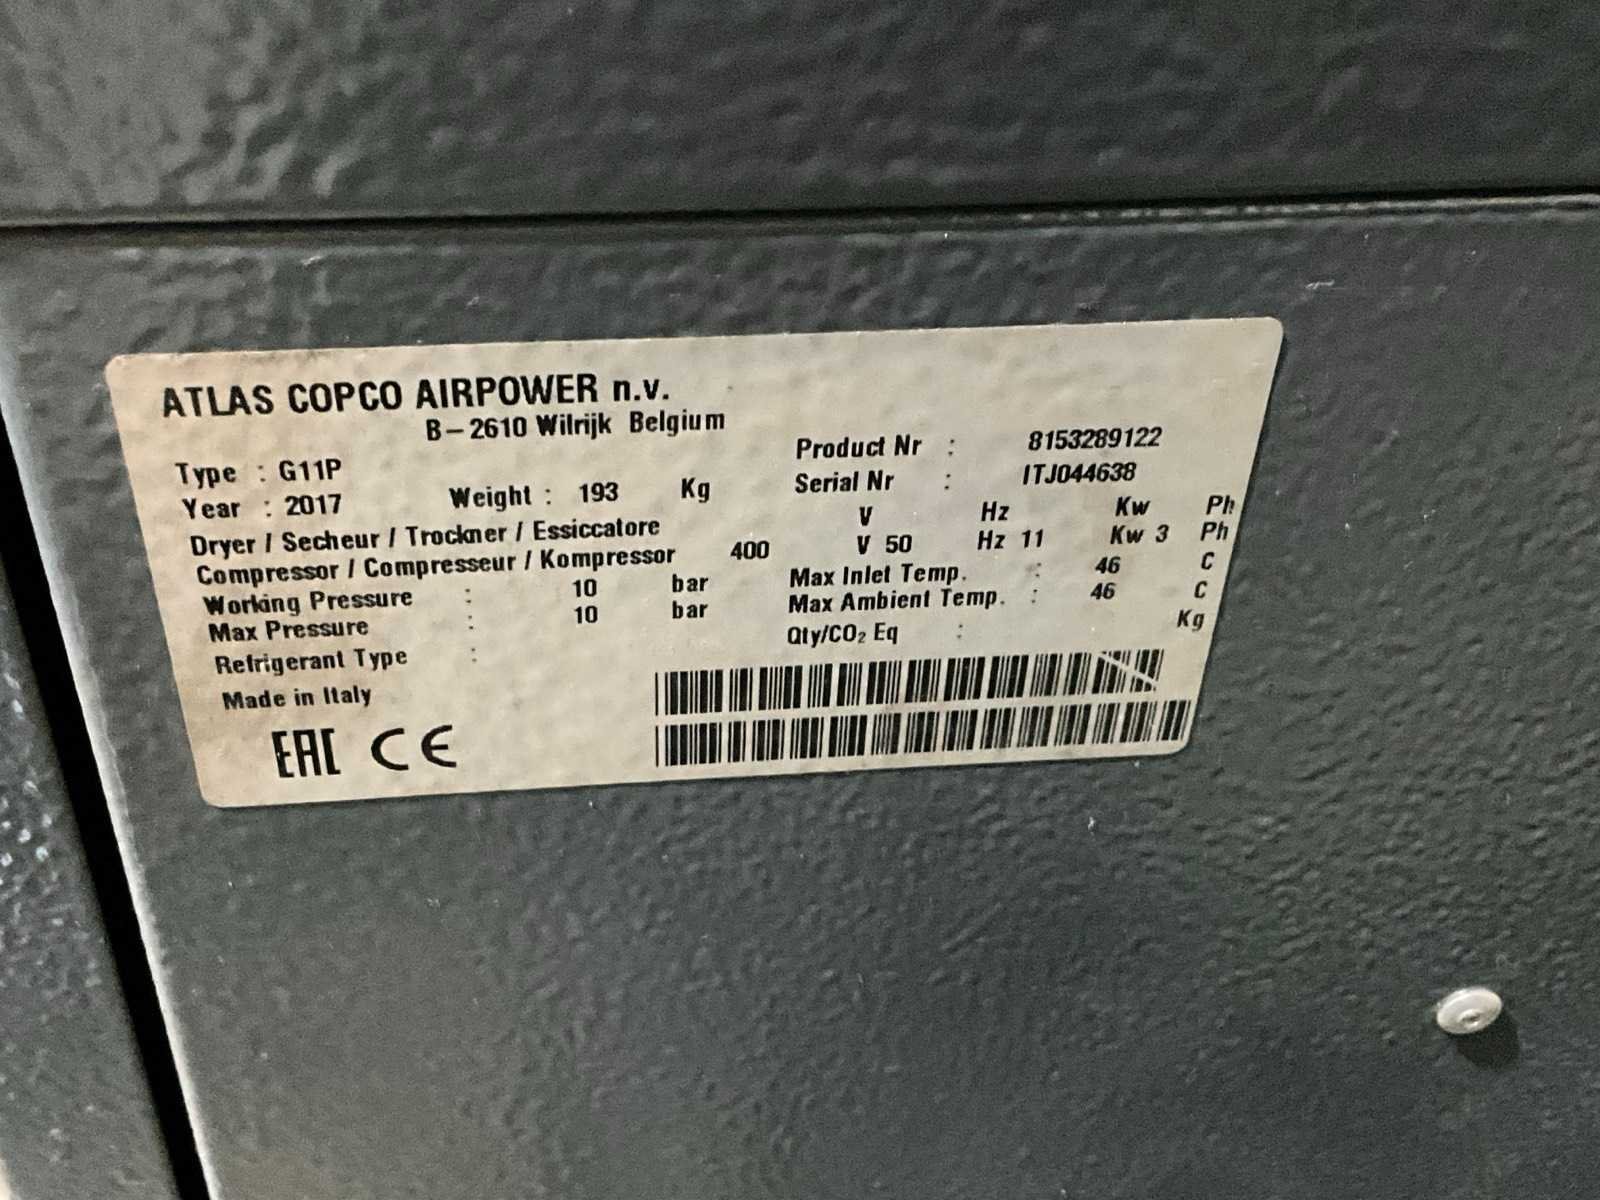 ATLAS COPCO AIRPOWER n.v.
B-2610 Wilrijk Belgium
Type : G11P
Product Nr : 8153289122
Year : 2017 Weight : 193 Kg
Serial Nr : ITJ044638
Dryer / Secheur / Trockner / Essiccatore V Hz Kw Ph
Compressor / Compresseur / Kompressor 400 V 50 Hz 11 Kw 3 Ph
Working Pressure : 10 bar Max Inlet Temp. : 46 C
Max Pressure : 10 bar Max Ambient Temp. : 46 C
Refrigerant Type : Qty/CO₂ Eq : Kg
Made in Italy
EAC CE